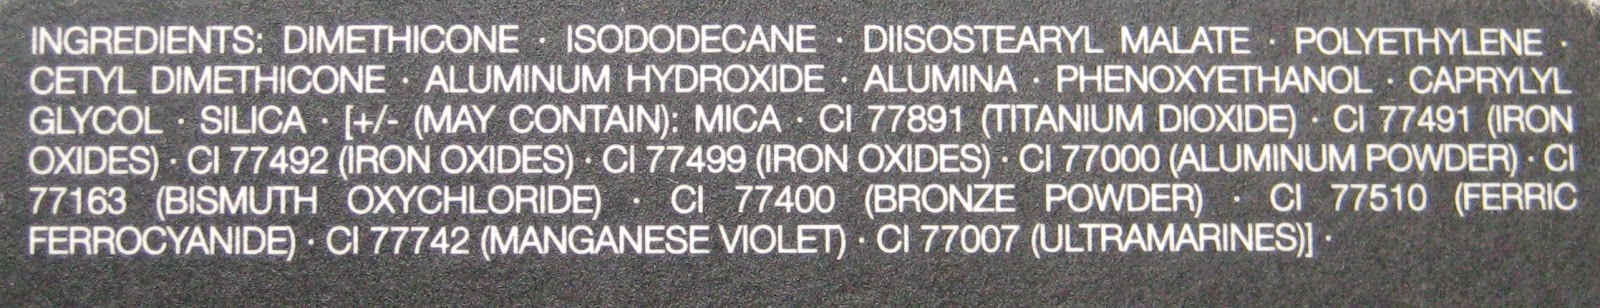 INGREDIENTS: DIMETHICONE · ISODODECANE · DIISOSTEARYL MALATE · POLYETHYLENE ·
CETYL DIMETHICONE · ALUMINUM HYDROXIDE · ALUMINA · PHENOXYETHANOL · CAPRYLYL
GLYCOL · SILICA · [+/- (MAY CONTAIN): MICA · CI 77891 (TITANIUM DIOXIDE) · CI 77491 (IRON
OXIDES) · CI 77492 (IRON OXIDES) · CI 77499 (IRON OXIDES) · CI 77000 (ALUMINUM POWDER) · CI
77163 (BISMUTH OXYCHLORIDE) · CI 77400 (BRONZE POWDER) · CI 77510 (FERRIC
FERROCYANIDE) · CI 77742 (MANGANESE VIOLET) · CI 77007 (ULTRAMARINES)] ·